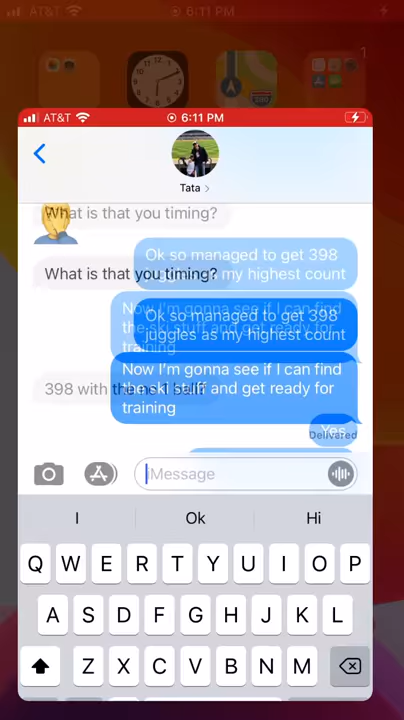 AT&T 6:11 PM
1
280
AT&T 6:11 PM
Tata >
What is that you timing?
Ok so managed to get 398
as my highest count
What is that you timing?
Now I'm gonna see if I can find
the ski stuff and get ready for
training
Ok so managed to get 398
juggles as my highest count
Now I'm gonna see if I can find
the ski stuff and get ready for
training
398 with the
Yes
Delivered
Message
I Ok Hi
Q W E R T Y U I O P
A S D F G H J K L
Z X C V B N M